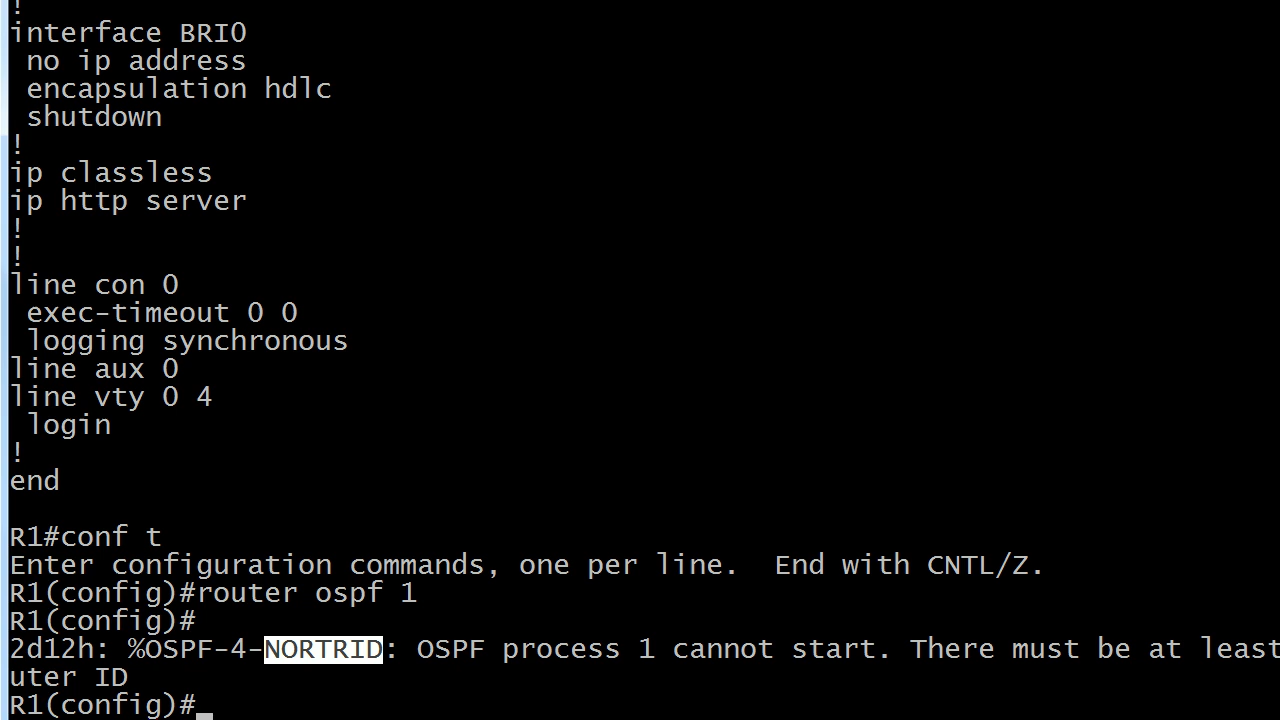 !
interface BRI0
 no ip address
 encapsulation hdlc
 shutdown
!
ip classless
ip http server
!
!
line con 0
 exec-timeout 0 0
 logging synchronous
line aux 0
line vty 0 4
 login
!
end
R1#conf t
Enter configuration commands, one per line.  End with CNTL/Z.
R1(config)#router ospf 1
R1(config)#
2d12h: %OSPF-4-NORTRID: OSPF process 1 cannot start. There must be at least
uter ID
R1(config)#